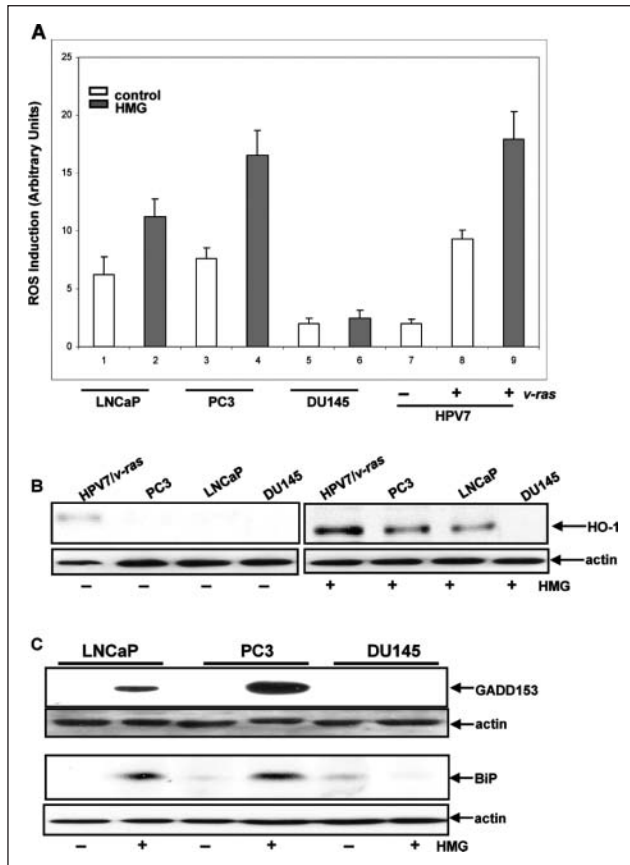 A
ROS Induction (Arbitrary Units)
25
20
15
10
5
0
control
HMG
1 2 3 4 5 6 7 8 9
– + + v-ras
LNCaP PC3 DU145 HPV7
B
HPV7/v-ras PC3 LNCaP DU145 HPV7/v-ras PC3 LNCaP DU145
HO-1
actin
– – – – + + + + HMG
C
LNCaP PC3 DU145
GADD153
actin
BiP
actin
– + – + – + HMG